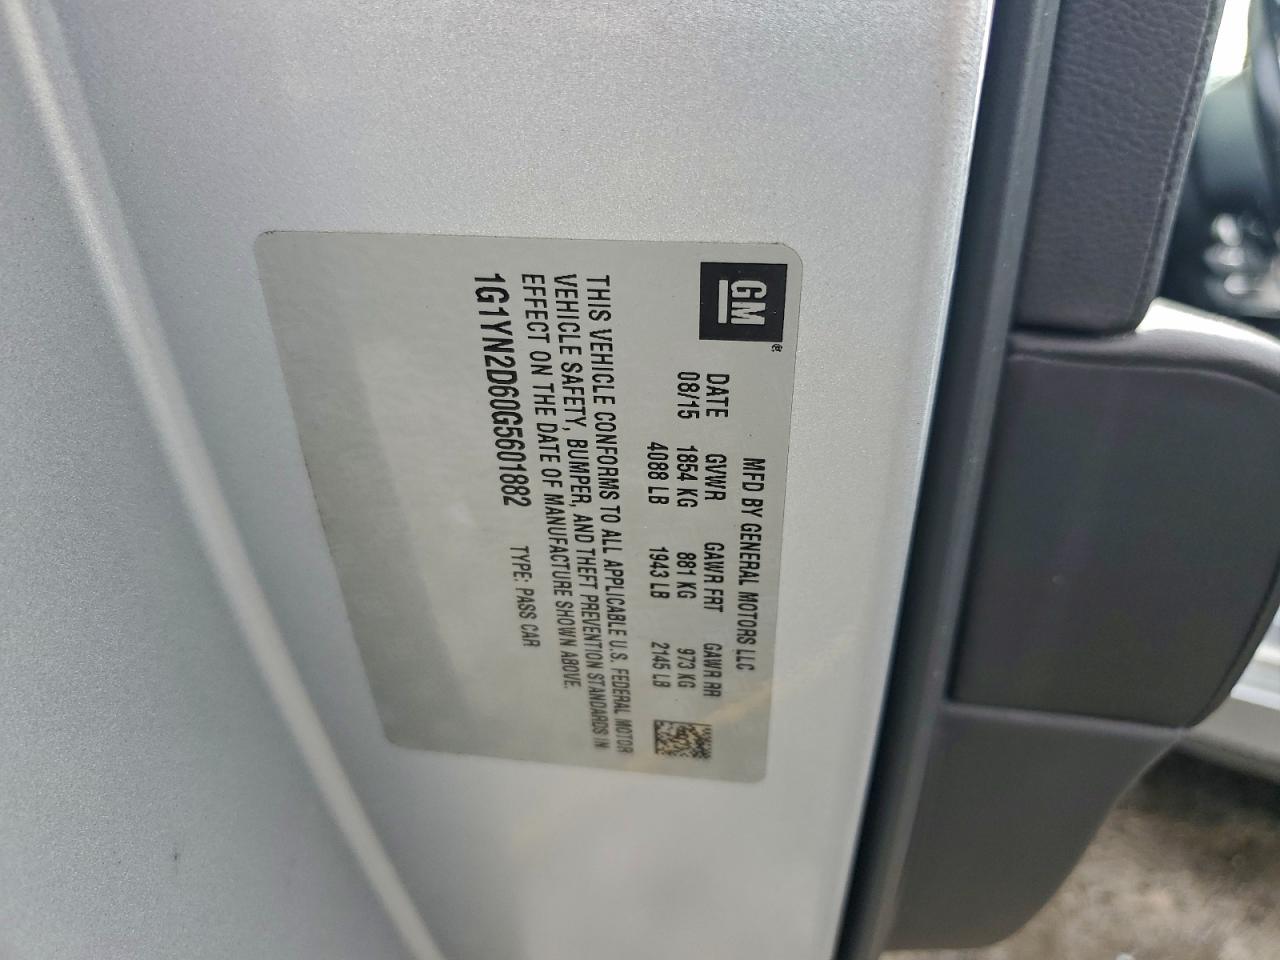 GM®
MFD BY GENERAL MOTORS LLC
DATE GVWR GAWR FRT GAWR RR
08/15 1854 KG 881 KG 973 KG
4088 LB 1943 LB 2145 LB
THIS VEHICLE CONFORMS TO ALL APPLICABLE U.S. FEDERAL MOTOR
VEHICLE SAFETY, BUMPER, AND THEFT PREVENTION STANDARDS IN
EFFECT ON THE DATE OF MANUFACTURE SHOWN ABOVE.
1G1YN2D60G5601882 TYPE: PASS CAR